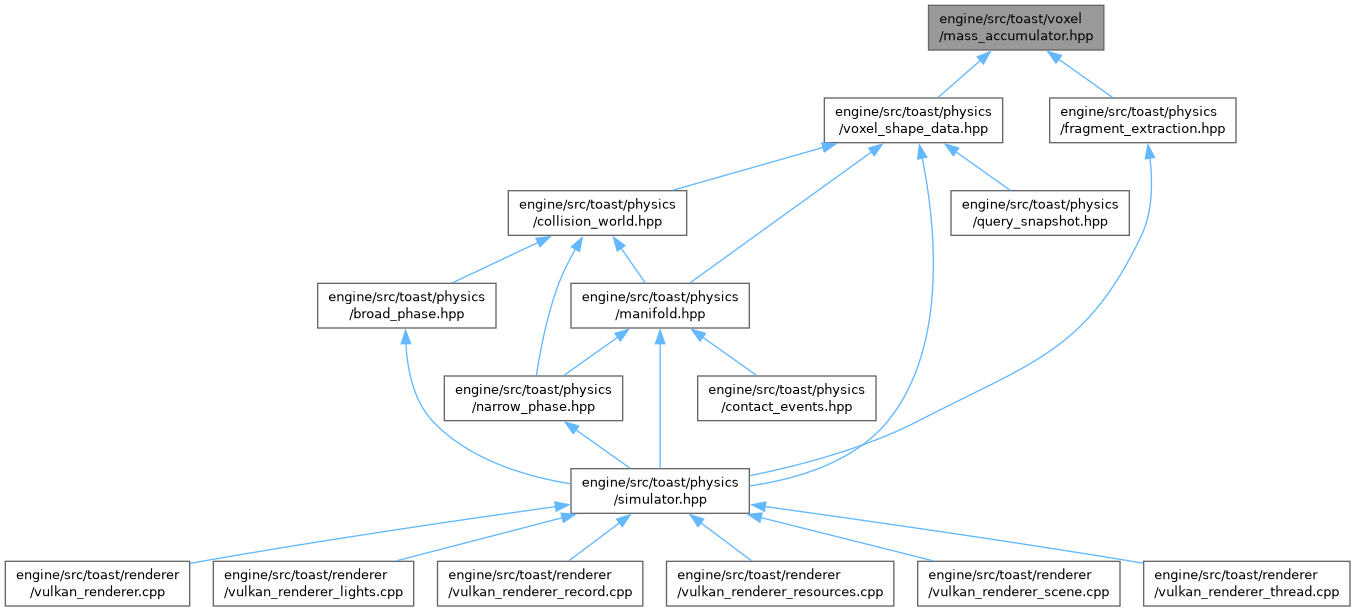 engine/src/toast/voxel
/mass_accumulator.hpp
engine/src/toast/physics
/voxel_shape_data.hpp
engine/src/toast/physics
/fragment_extraction.hpp
engine/src/toast/physics
/collision_world.hpp
engine/src/toast/physics
/query_snapshot.hpp
engine/src/toast/physics
/broad_phase.hpp
engine/src/toast/physics
/manifold.hpp
engine/src/toast/physics
/narrow_phase.hpp
engine/src/toast/physics
/contact_events.hpp
engine/src/toast/physics
/simulator.hpp
engine/src/toast/renderer
/vulkan_renderer.cpp
engine/src/toast/renderer
/vulkan_renderer_lights.cpp
engine/src/toast/renderer
/vulkan_renderer_record.cpp
engine/src/toast/renderer
/vulkan_renderer_resources.cpp
engine/src/toast/renderer
/vulkan_renderer_scene.cpp
engine/src/toast/renderer
/vulkan_renderer_thread.cpp